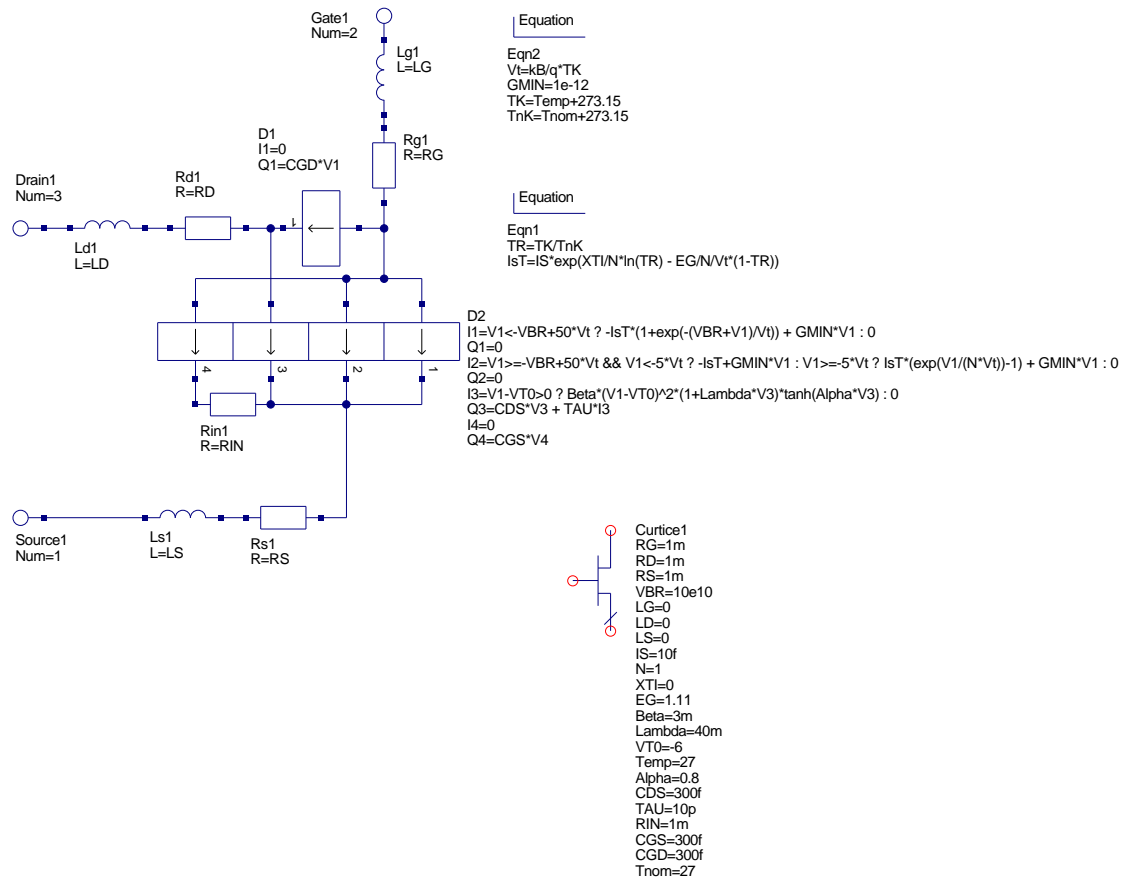 Gate1
Num=2
Lg1
L=LG
Rg1
R=RG
D1
I1=0
Q1=CGD*V1
1
Drain1
Num=3
Rd1
R=RD
Ld1
L=LD
Equation
Eqn2
Vt=kB/q*TK
GMIN=1e-12
TK=Temp+273.15
TnK=Tnom+273.15
Equation
Eqn1
TR=TK/TnK
IsT=IS*exp(XTI/N*ln(TR) - EG/N/Vt*(1-TR))
4
3
2
1
D2
I1=V1<-VBR+50*Vt ? -IsT*(1+exp(-(VBR+V1)/Vt)) + GMIN*V1 : 0
Q1=0
I2=V1>=-VBR+50*Vt && V1<-5*Vt ? -IsT+GMIN*V1 : V1>=-5*Vt ? IsT*(exp(V1/(N*Vt))-1) + GMIN*V1 : 0
Q2=0
I3=V1-VT0>0 ? Beta*(V1-VT0)^2*(1+Lambda*V3)*tanh(Alpha*V3) : 0
Q3=CDS*V3 + TAU*I3
I4=0
Q4=CGS*V4
Rin1
R=RIN
Source1
Num=1
Ls1
L=LS
Rs1
R=RS
Curtice1
RG=1m
RD=1m
RS=1m
VBR=10e10
LG=0
LD=0
LS=0
IS=10f
N=1
XTI=0
EG=1.11
Beta=3m
Lambda=40m
VT0=-6
Temp=27
Alpha=0.8
CDS=300f
TAU=10p
RIN=1m
CGS=300f
CGD=300f
Tnom=27